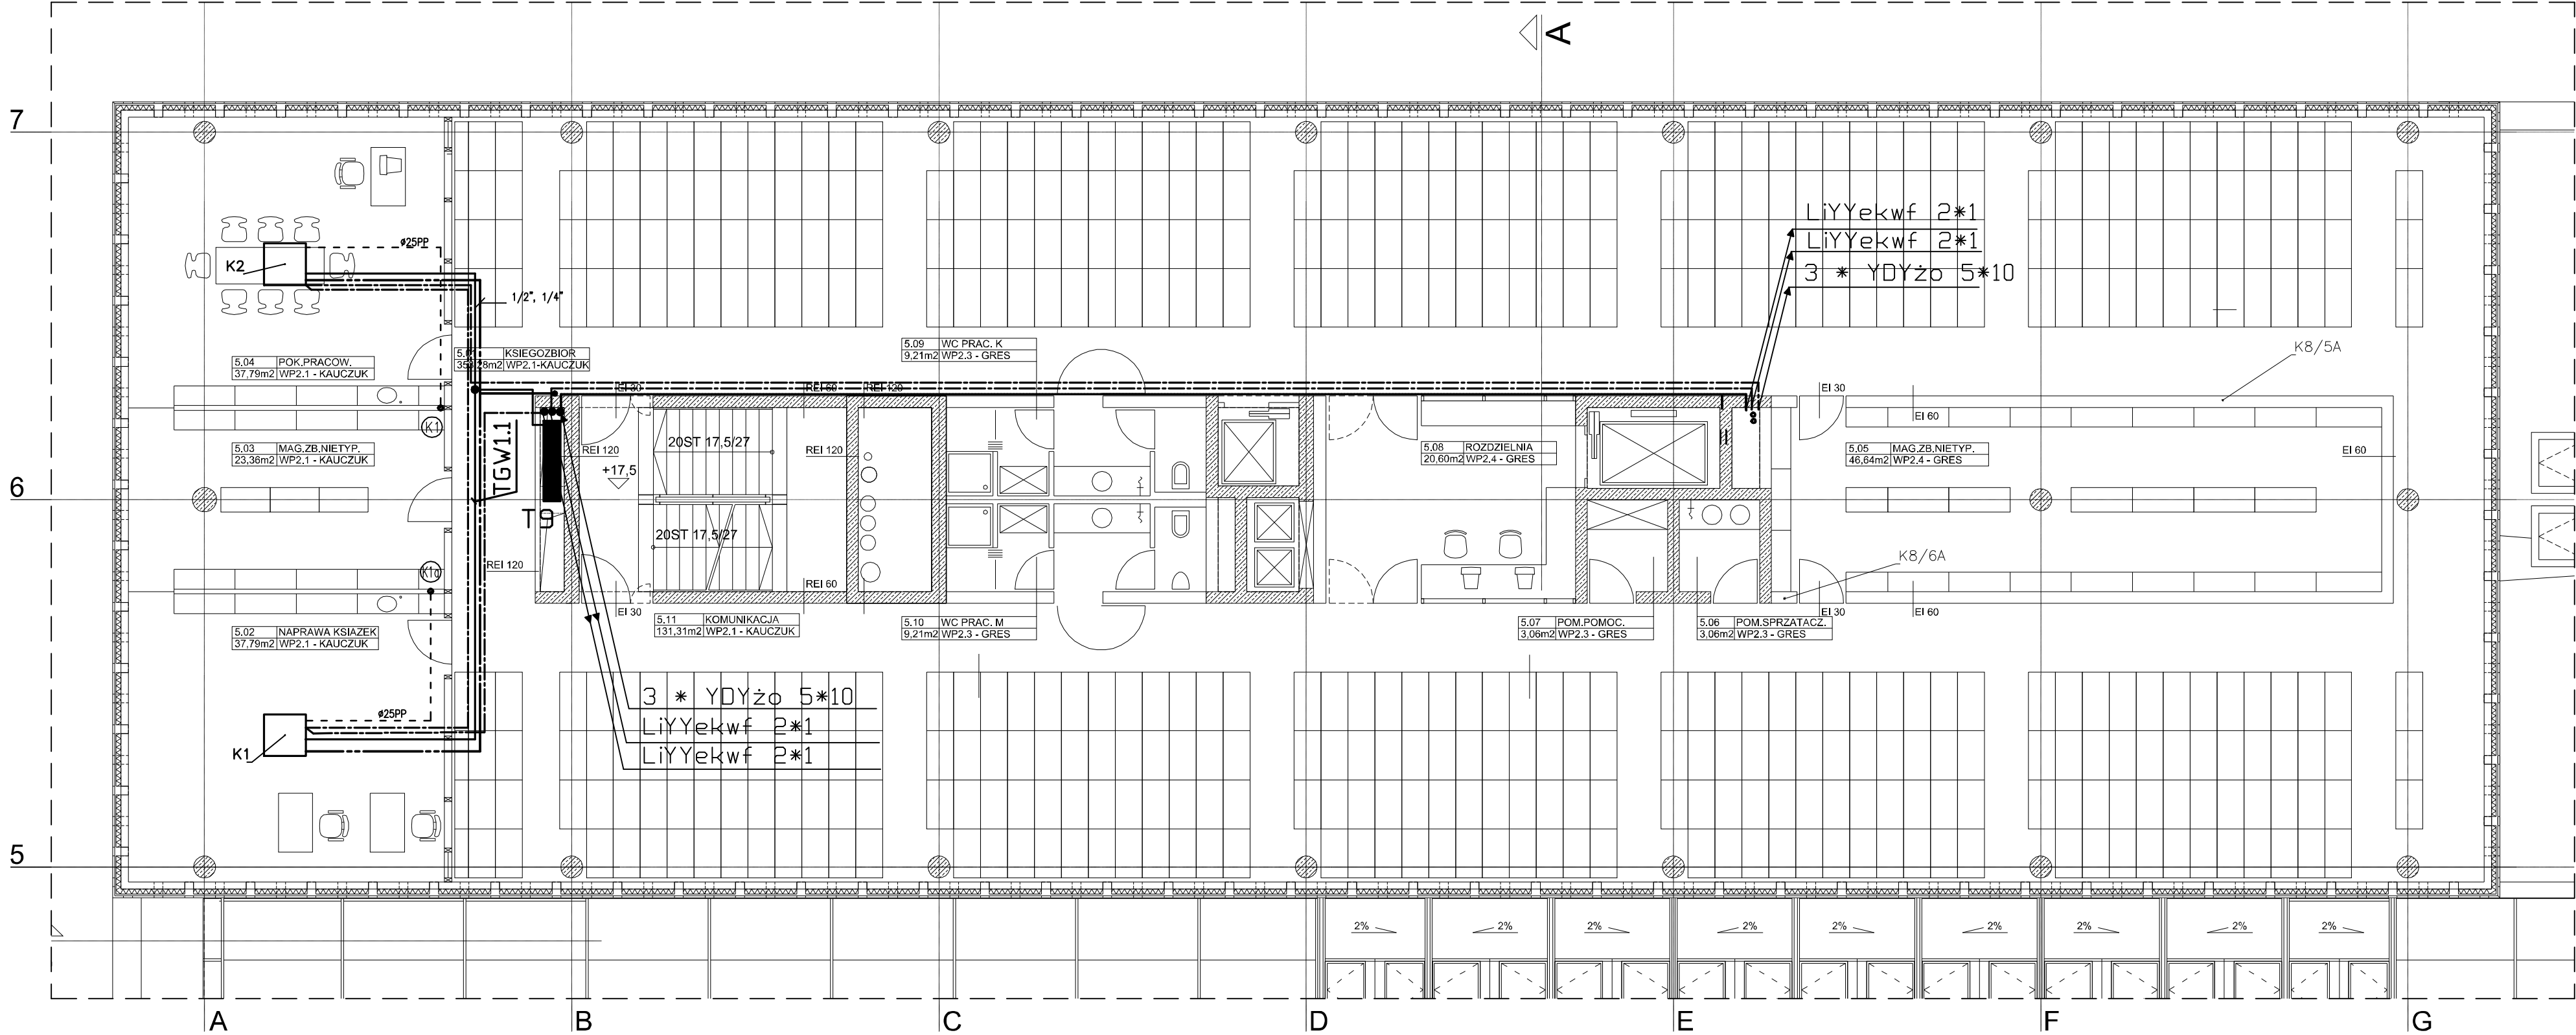 A
7
LiYYekwf 2*1
LiYYekwf 2*1
3 * YDYżo 5*10
ø25PP
K2
1/2", 1/4"
5.09 WC PRAC. K
9,21m2 WP2.3 - GRES
K8/5A
5.04 POK.PRACOW.
37,79m2 WP2.1 - KAUCZUK
KSIEGOZBIOR
WP2.1-KAUCZUK
EI 30
REI 60
REI 120
EI 30
EI 60
K1
5.03 MAG.ZB.NIETYP.
23,36m2 WP2.1 - KAUCZUK
TGW1.1
REI 120
20ST 17,5/27
+17,5
REI 120
5.08 ROZDZIELNIA
20,60m2 WP2.4 - GRES
5.05 MAG.ZB.NIETYP.
46,64m2 WP2.4 - GRES
EI 60
6
T9
20ST 17,5/27
K8/6A
REI 120
K1a
REI 60
EI 30
EI 30
EI 60
5.02 NAPRAWA KSIAZEK
37,79m2 WP2.1 - KAUCZUK
5.11 KOMUNIKACJA
131,31m2 WP2.1 - KAUCZUK
5.10 WC PRAC. M
9,21m2 WP2.3 - GRES
5.07 POM.POMOC.
3,06m2 WP2.3 - GRES
5.06 POM.SPRZATACZ.
3,06m2 WP2.3 - GRES
3 * YDYżo 5*10
LiYYekwf 2*1
LiYYekwf 2*1
ø25PP
K1
5
2% 2% 2% 2% 2% 2% 2% 2% 2%
A B C D E F G